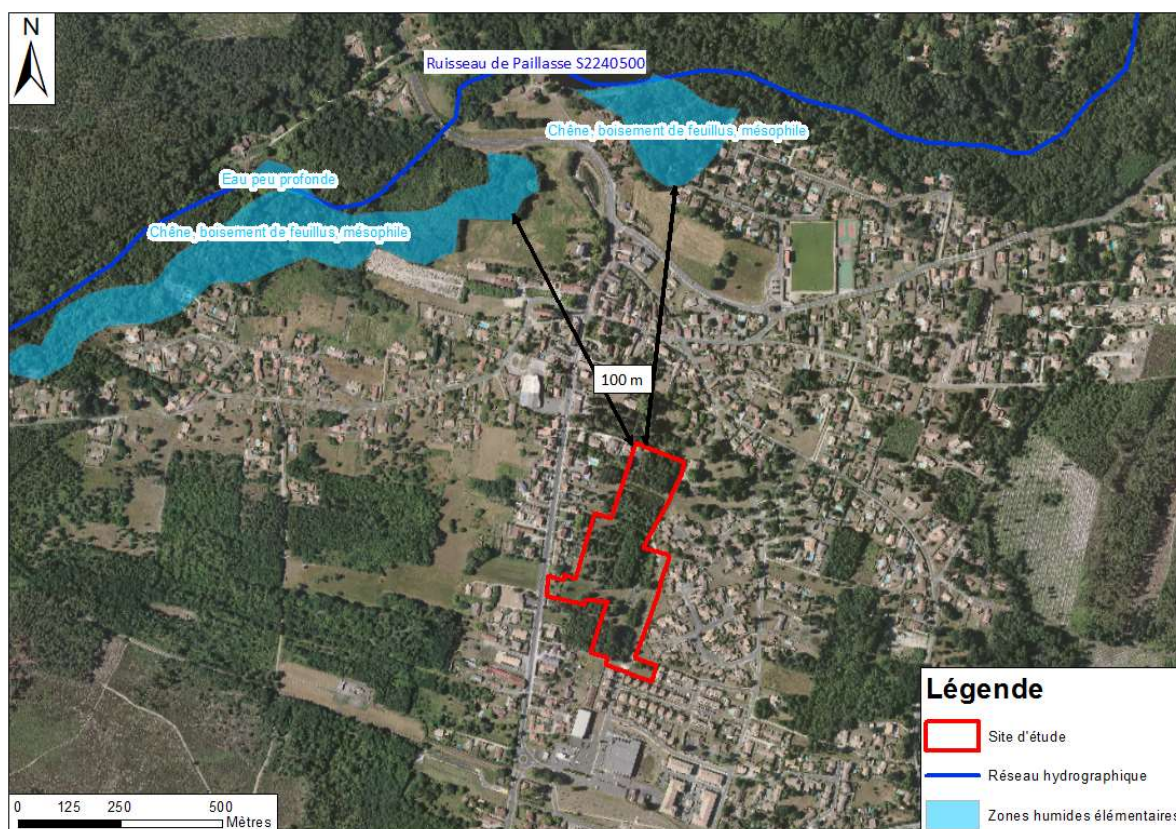 N
Ruisseau de Paillasse S2240500
Chêne, boisement de feuillus, mésophile
Eau peu profonde
Chêne, boisement de feuillus, mésophile
100 m
Légende
Site d'étude
Réseau hydrographique
Zones humides élémentaires
0 125 250 500
Mètres